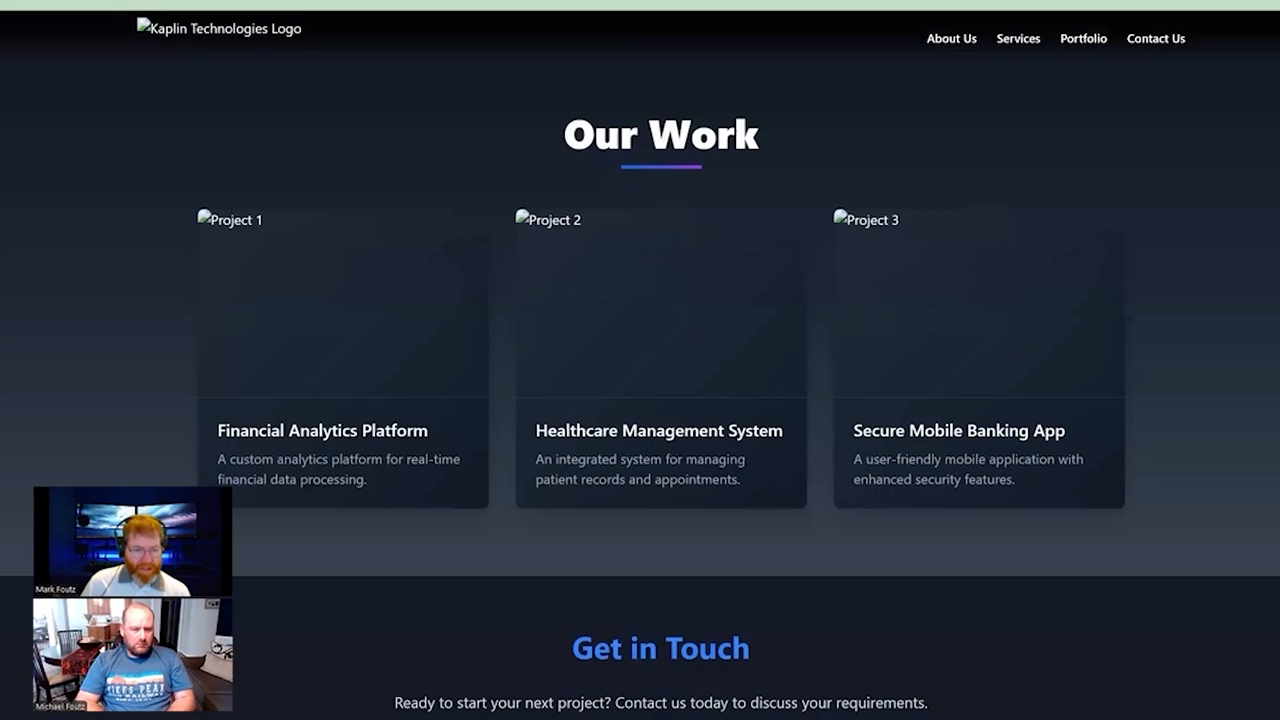 Kaplin Technologies Logo
About Us
Services
Portfolio
Contact Us
Our Work
Project 1
Project 2
Project 3
Financial Analytics Platform
A custom analytics platform for real-time
financial data processing.
Healthcare Management System
An integrated system for managing
patient records and appointments.
Secure Mobile Banking App
A user-friendly mobile application with
enhanced security features.
Mark Foutz
PIKES PEAK
Michael Foutz
Get in Touch
Ready to start your next project? Contact us today to discuss your requirements.